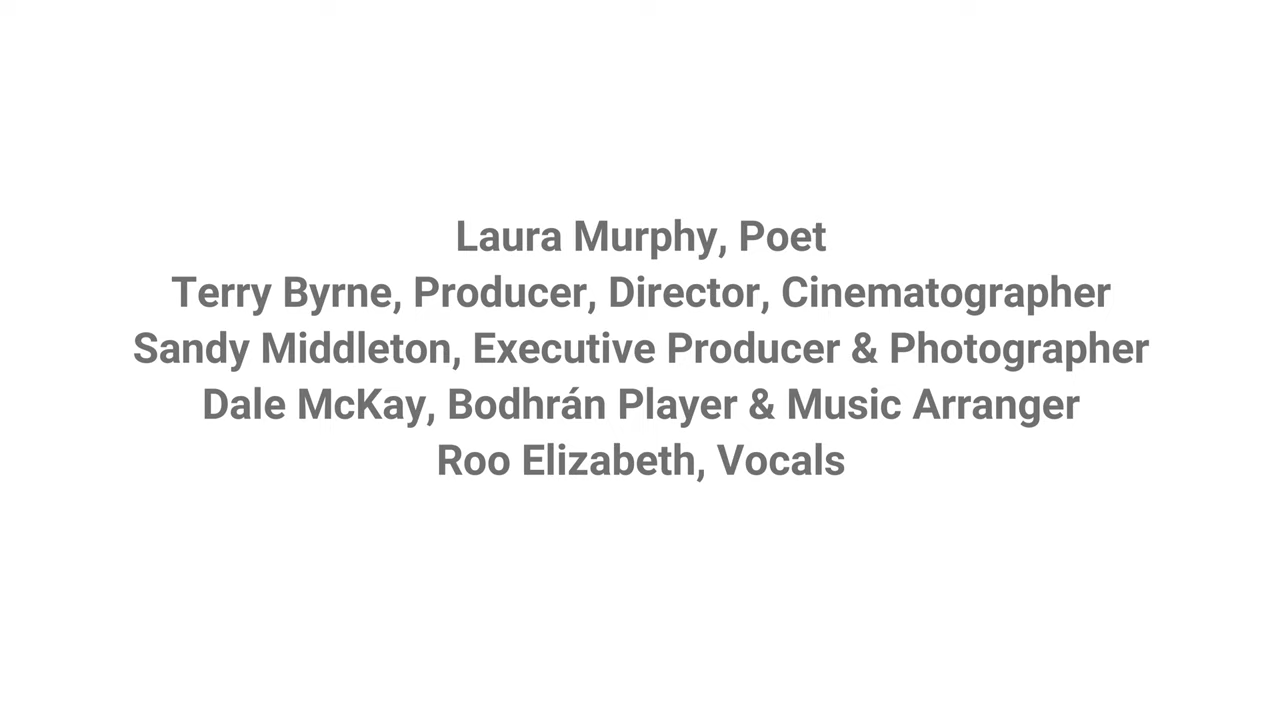 Laura Murphy, Poet
Terry Byrne, Producer, Director, Cinematographer
Sandy Middleton, Executive Producer & Photographer
Dale McKay, Bodhrán Player & Music Arranger
Roo Elizabeth, Vocals